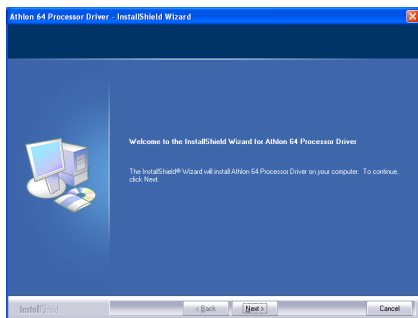 Athlon 64 Processor Driver - InstallShield Wizard
Welcome to the InstallShield Wizard for Athlon 64 Processor Driver
The InstallShield® Wizard will install Athlon 64 Processor Driver on your computer. To continue,
click Next.
InstallShield
< Back
Next >
Cancel